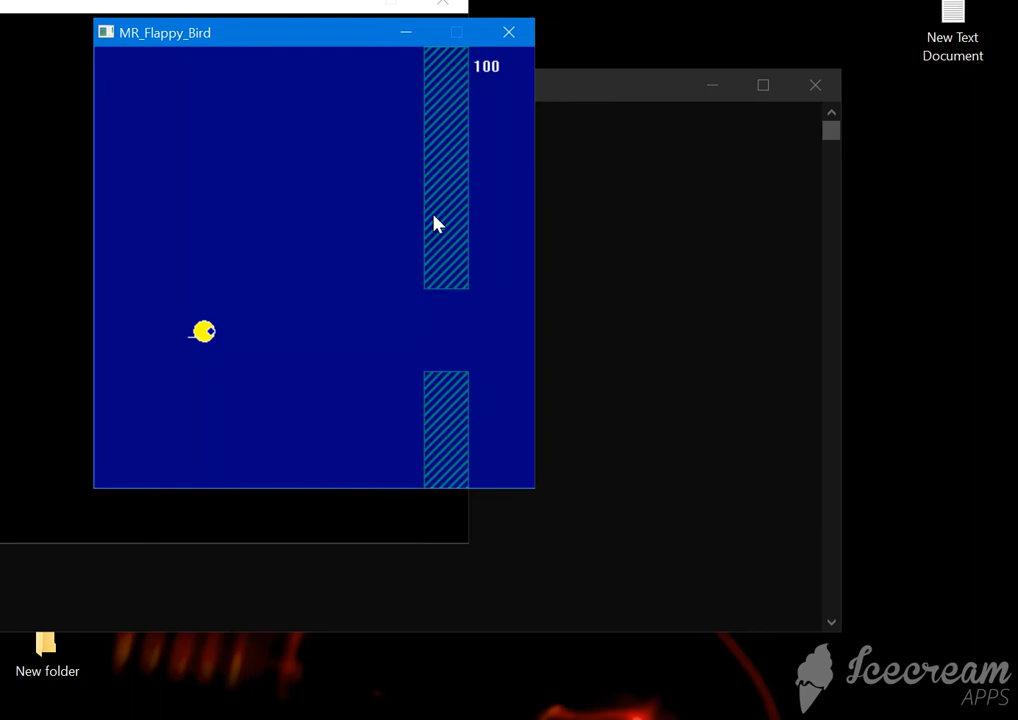 MR_Flappy_Bird
100
New Text
Document
New folder
Icecream
APPS